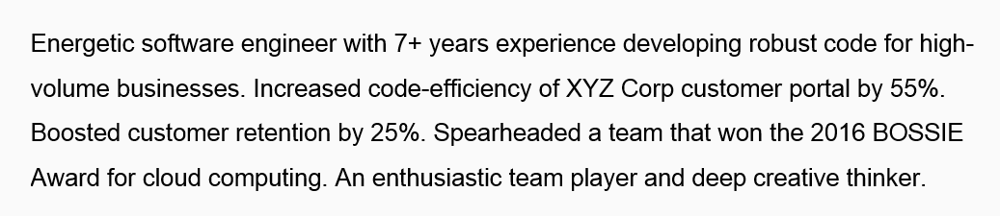 Energetic software engineer with 7+ years experience developing robust code for high-
volume businesses. Increased code-efficiency of XYZ Corp customer portal by 55%.
Boosted customer retention by 25%. Spearheaded a team that won the 2016 BOSSIE
Award for cloud computing. An enthusiastic team player and deep creative thinker.